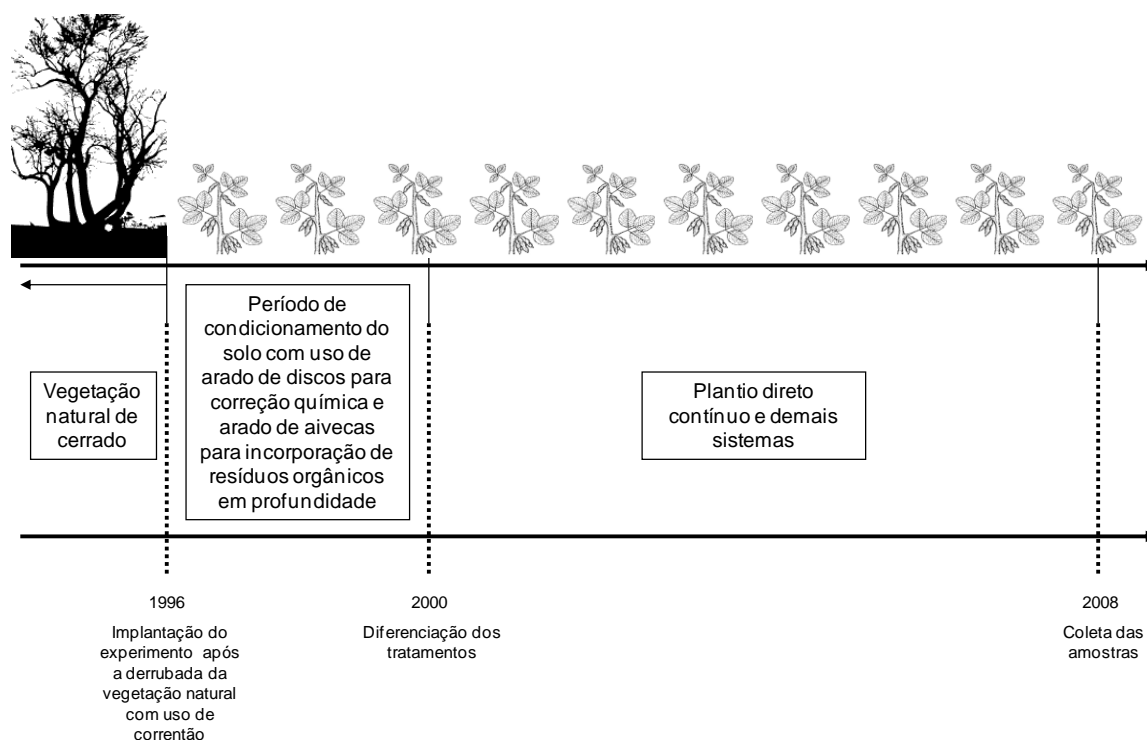 Vegetação
natural de
cerrado
Período de
condicionamento do
solo com uso de
arado de discos para
correção química e
arado de aivecas
para incorporação de
resíduos orgânicos
em profundidade
Plantio direto
contínuo e demais
sistemas
1996
Implantação do
experimento após
a derrubada da
vegetação natural
com uso de
correntão
2000
Diferenciação dos
tratamentos
2008
Coleta das
amostras